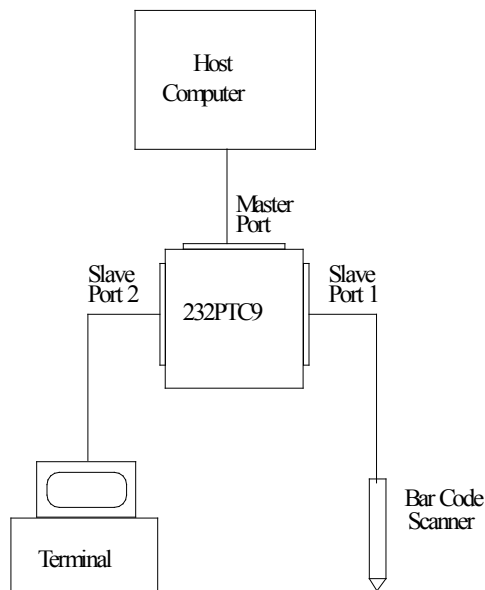 Host
Computer
Master
Port
Slave
Port 2
232PTC9
Slave
Port 1
Terminal
Bar Code
Scanner